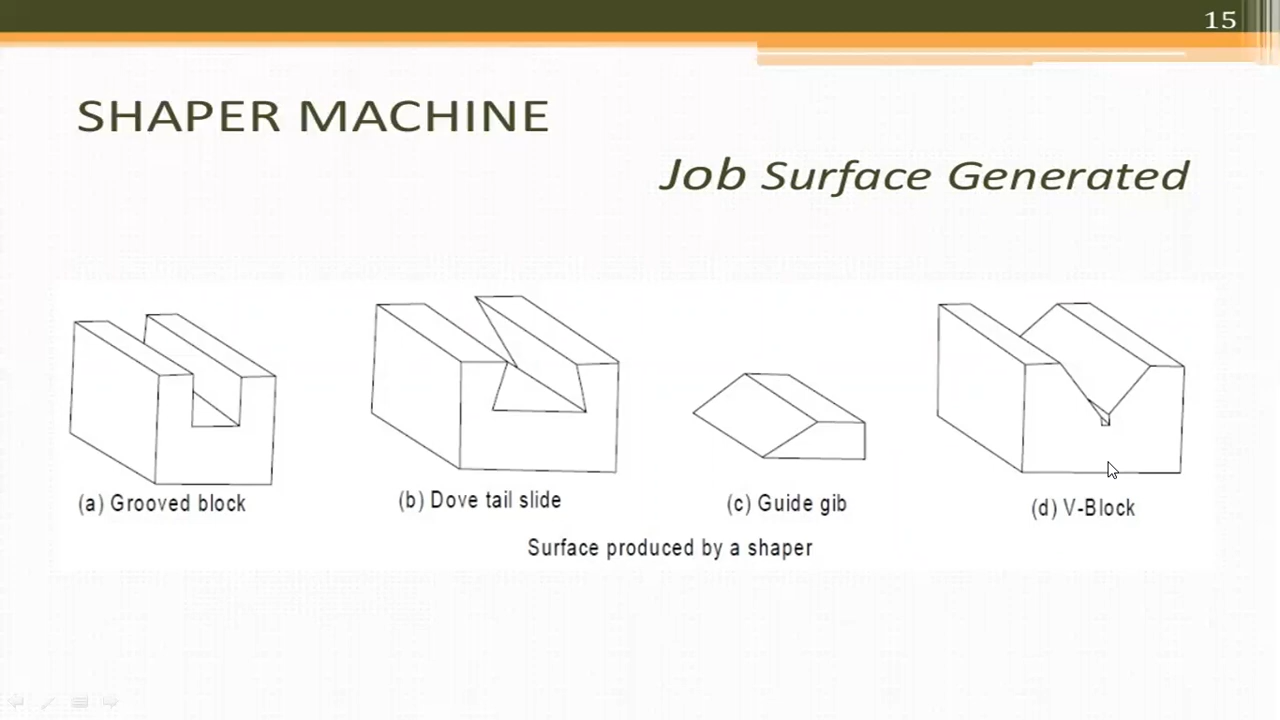 15
SHAPER MACHINE
Job Surface Generated
(a) Grooved block
(b) Dove tail slide
(c) Guide gib
(d) V-Block
Surface produced by a shaper